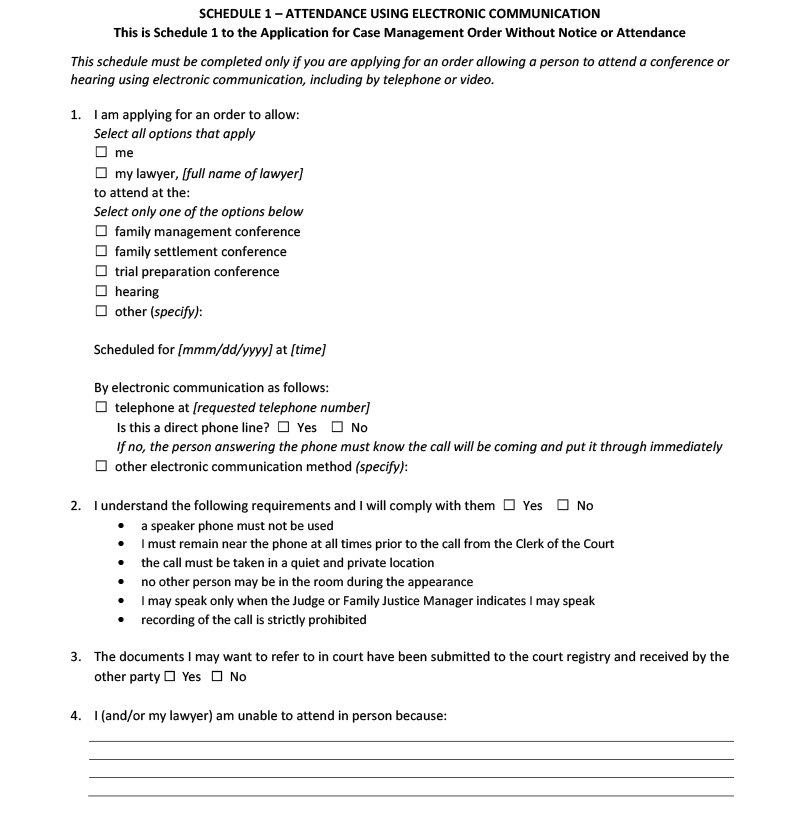 SCHEDULE 1 – ATTENDANCE USING ELECTRONIC COMMUNICATION
This is Schedule 1 to the Application for Case Management Order Without Notice or Attendance
This schedule must be completed only if you are applying for an order allowing a person to attend a conference or
hearing using electronic communication, including by telephone or video.
1. I am applying for an order to allow:
Select all options that apply
☐ me
☐ my lawyer, [full name of lawyer]
to attend at the:
Select only one of the options below
☐ family management conference
☐ family settlement conference
☐ trial preparation conference
☐ hearing
☐ other (specify):
Scheduled for [mmm/dd/yyyy] at [time]
By electronic communication as follows:
☐ telephone at [requested telephone number]
Is this a direct phone line? ☐ Yes ☐ No
If no, the person answering the phone must know the call will be coming and put it through immediately
☐ other electronic communication method (specify):
2. I understand the following requirements and I will comply with them ☐ Yes ☐ No
• a speaker phone must not be used
• I must remain near the phone at all times prior to the call from the Clerk of the Court
• the call must be taken in a quiet and private location
• no other person may be in the room during the appearance
• I may speak only when the Judge or Family Justice Manager indicates I may speak
• recording of the call is strictly prohibited
3. The documents I may want to refer to in court have been submitted to the court registry and received by the
other party ☐ Yes ☐ No
4. I (and/or my lawyer) am unable to attend in person because: